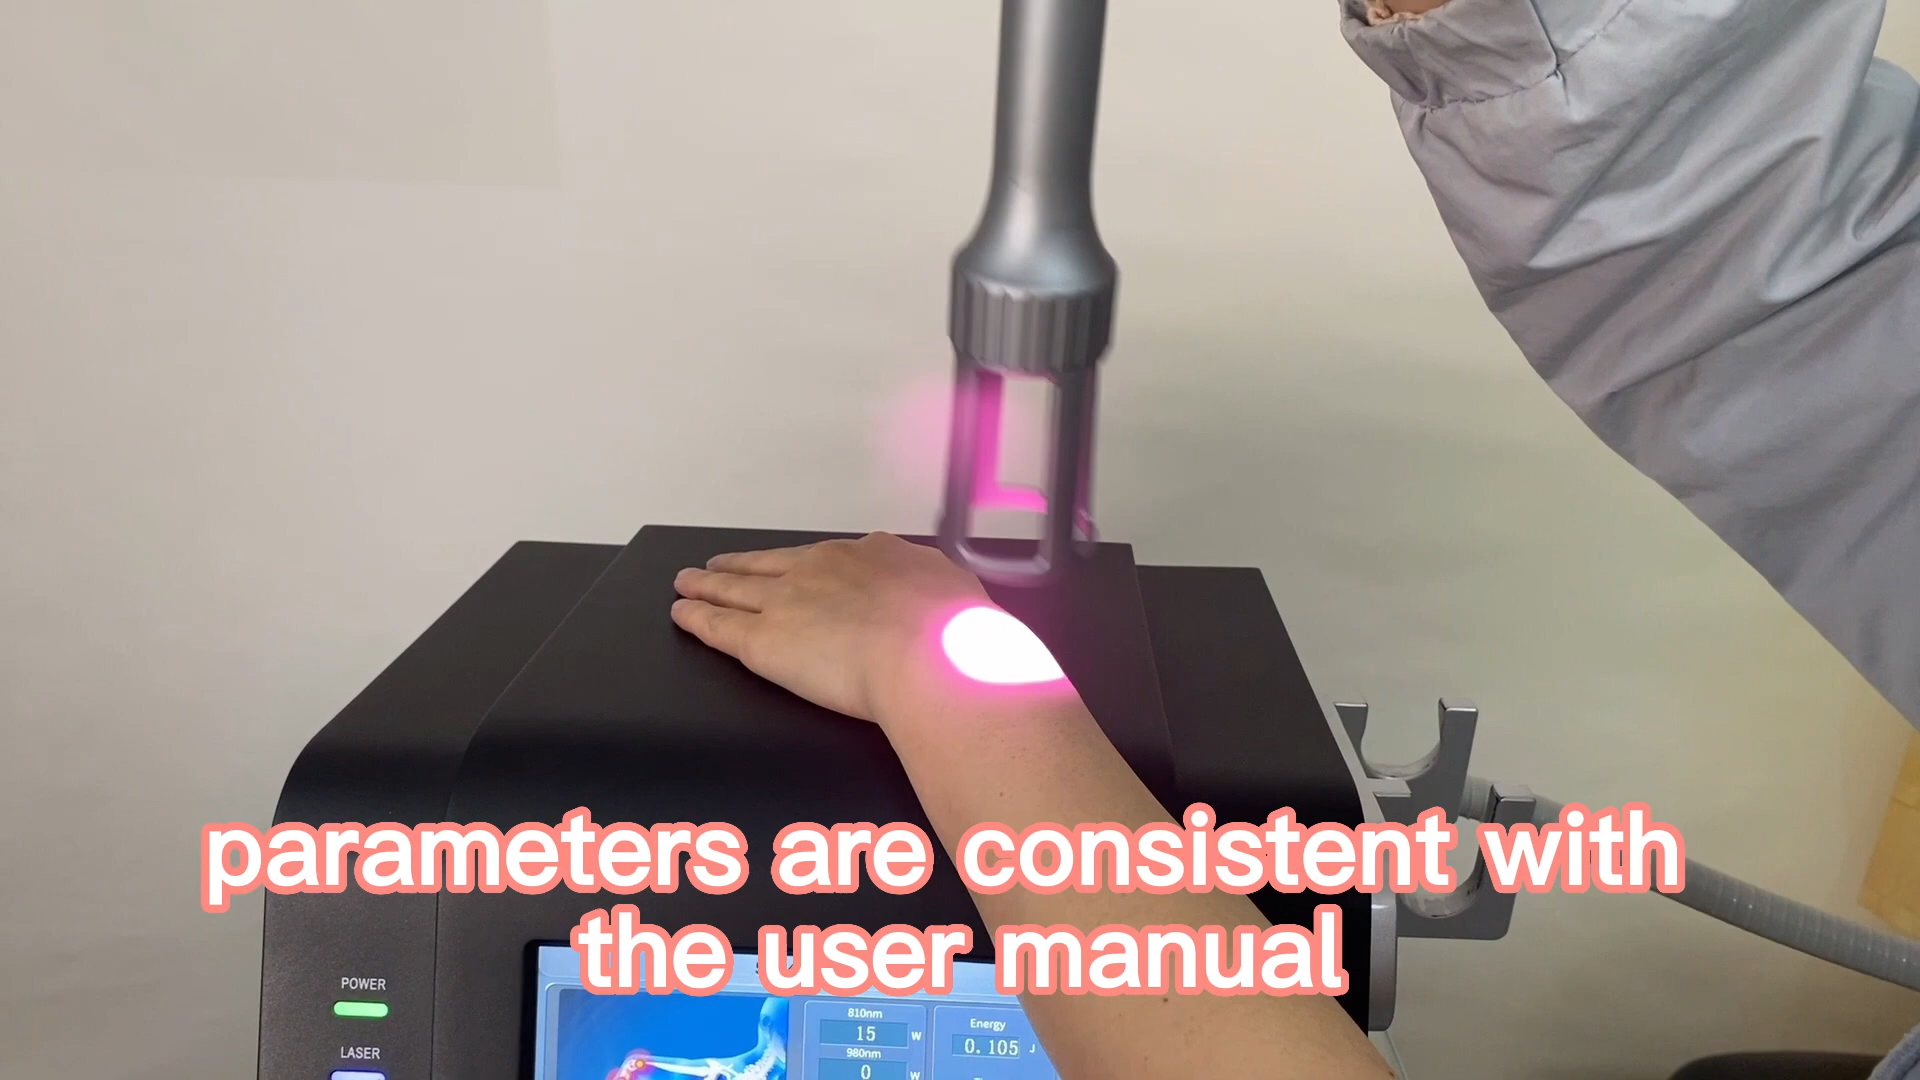 parameters are consistent with
the user manual
POWER
LASER
810nm
15 W
980nm
0 W
Energy
0.105 J